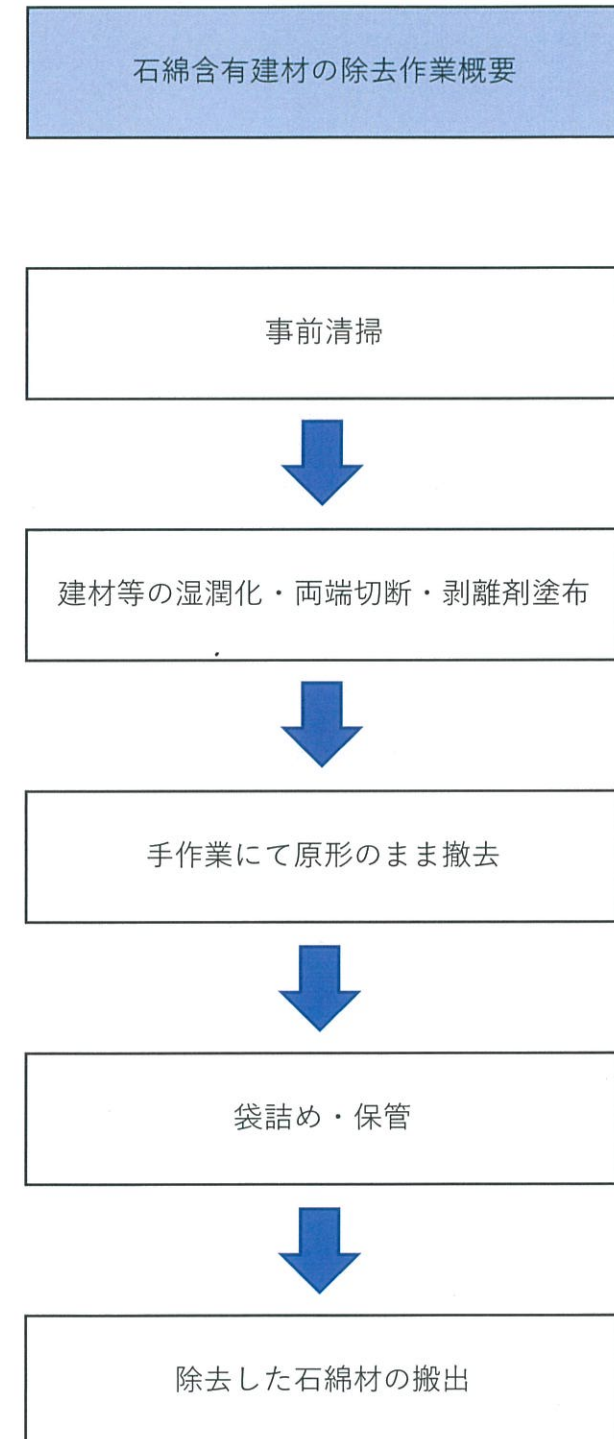 石綿含有建材の除去作業概要
事前清掃
建材等の湿潤化・両端切断・剥離剤塗布
手作業にて原形のまま撤去
袋詰め・保管
除去した石綿材の搬出